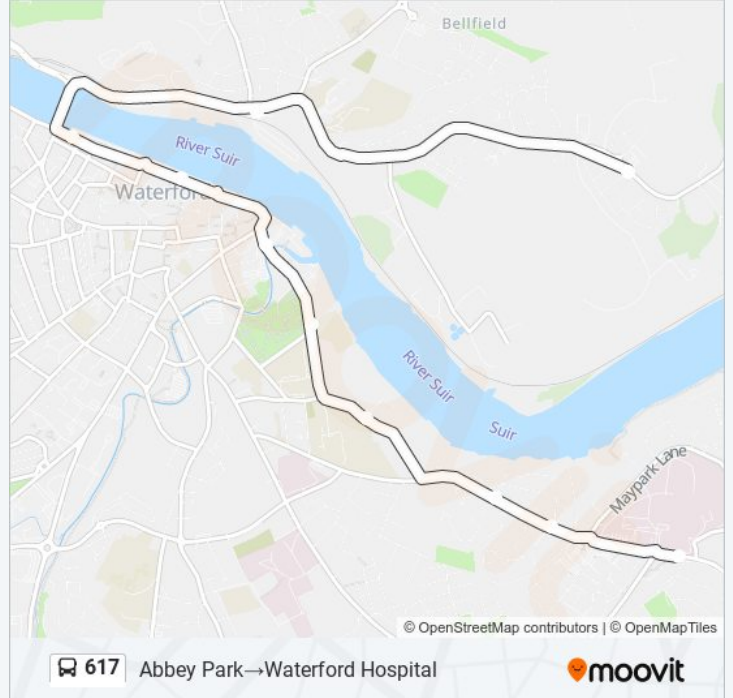 Bellfield
River Suir
Waterford
River Suir
Suir
Maypark Lane
© OpenStreetMap contributors | © OpenMapTiles
617 Abbey Park→Waterford Hospital
moovit